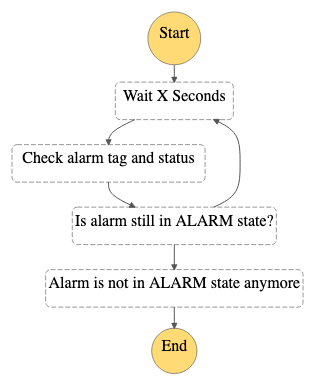 Start
Wait X Seconds
Check alarm tag and status
Is alarm still in ALARM state?
Alarm is not in ALARM state anymore
End